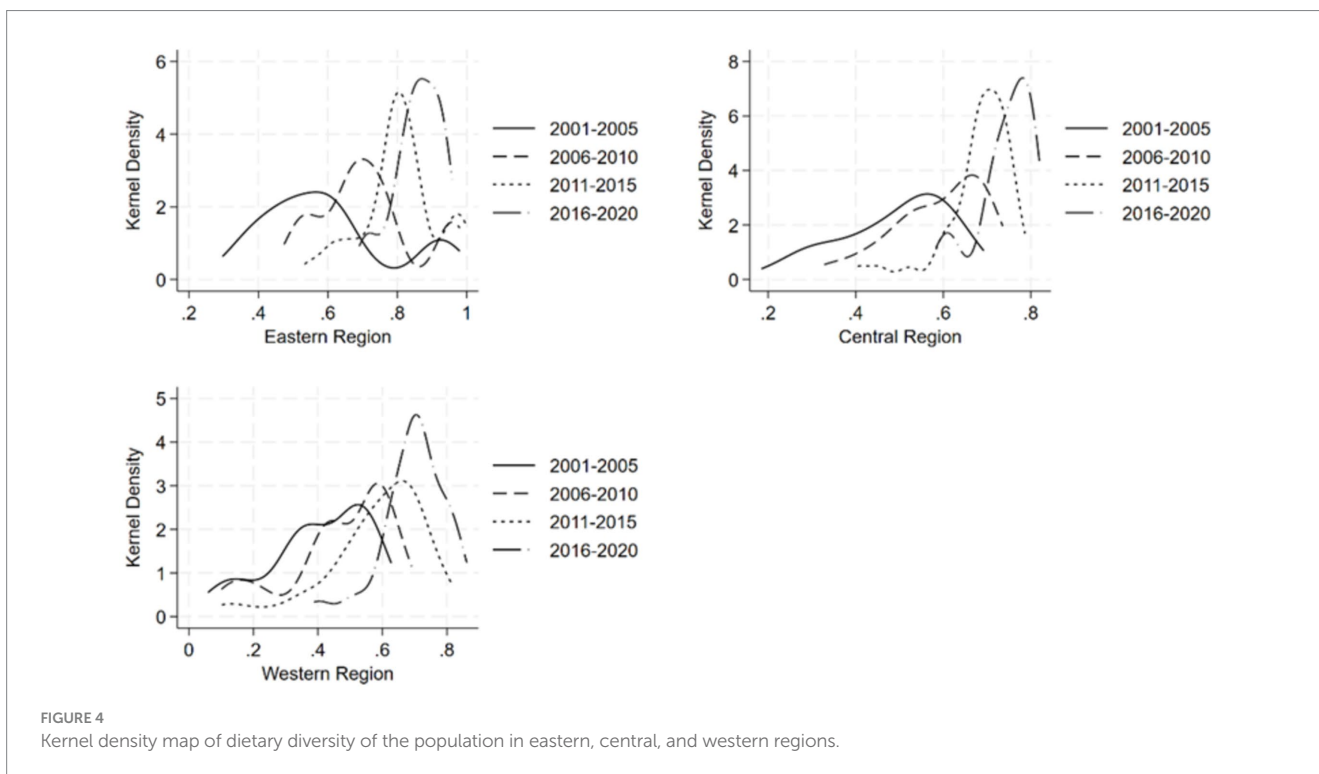 6
4
2
0
Kernel Density
.2 .4 .6 .8 1
Eastern Region
2001-2005
2006-2010
2011-2015
2016-2020
8
6
4
2
0
Kernel Density
.2 .4 .6 .8
Central Region
2001-2005
2006-2010
2011-2015
2016-2020
5
4
3
2
1
0
Kernel Density
0 .2 .4 .6 .8
Western Region
2001-2005
2006-2010
2011-2015
2016-2020
FIGURE 4
Kernel density map of dietary diversity of the population in eastern, central, and western regions.